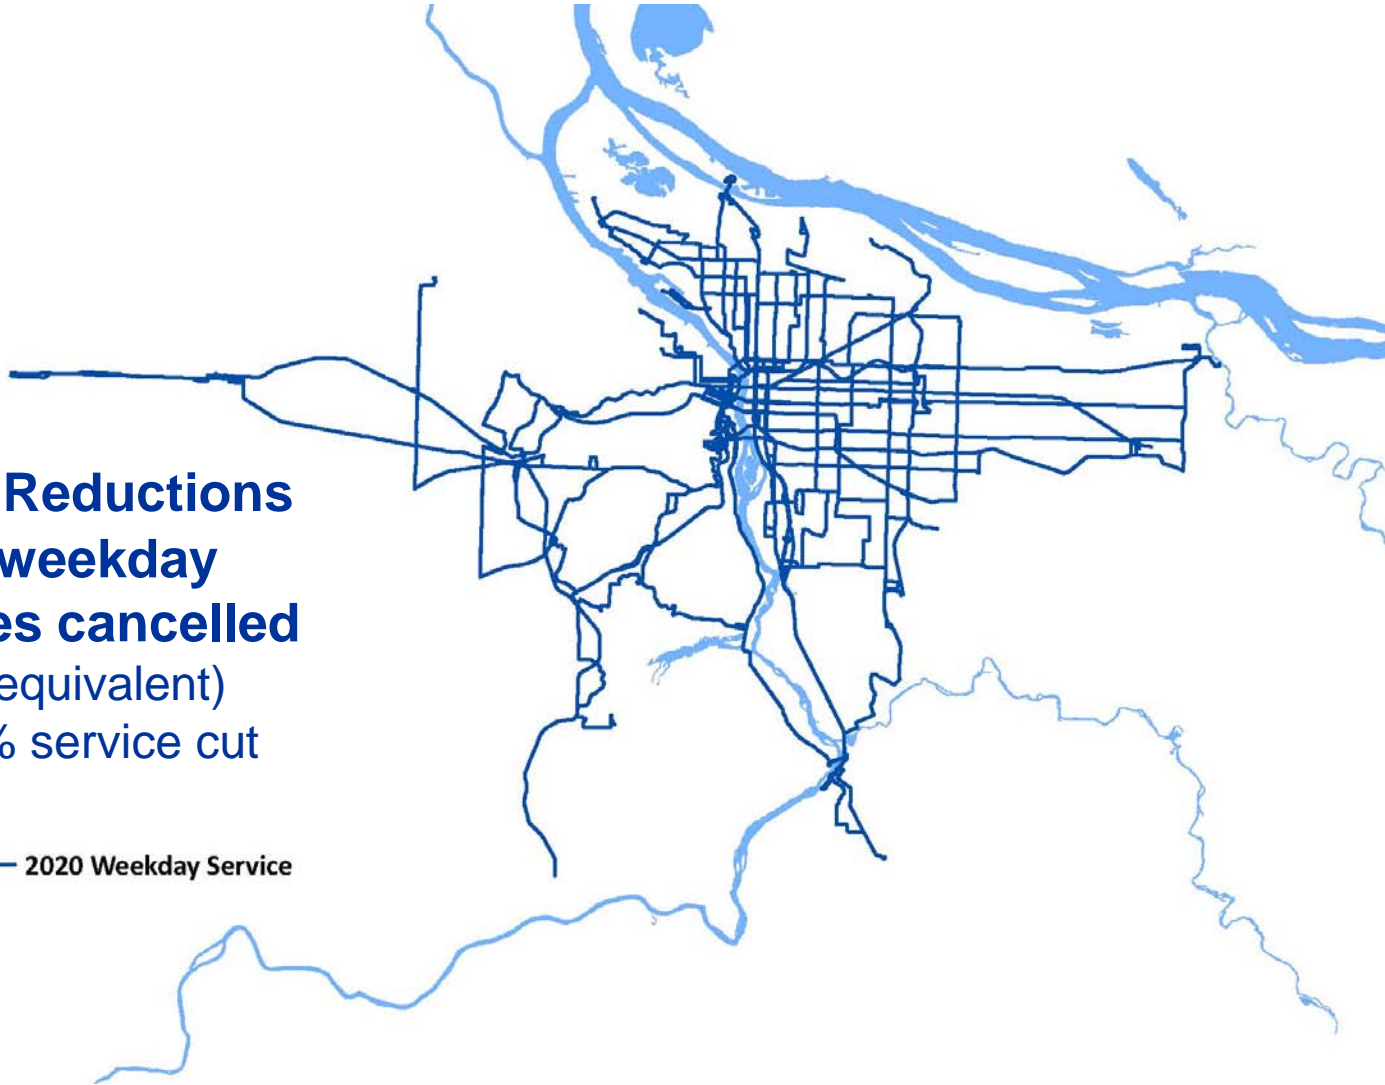 Reductions
weekday
es cancelled
equivalent)
% service cut
2020 Weekday Service